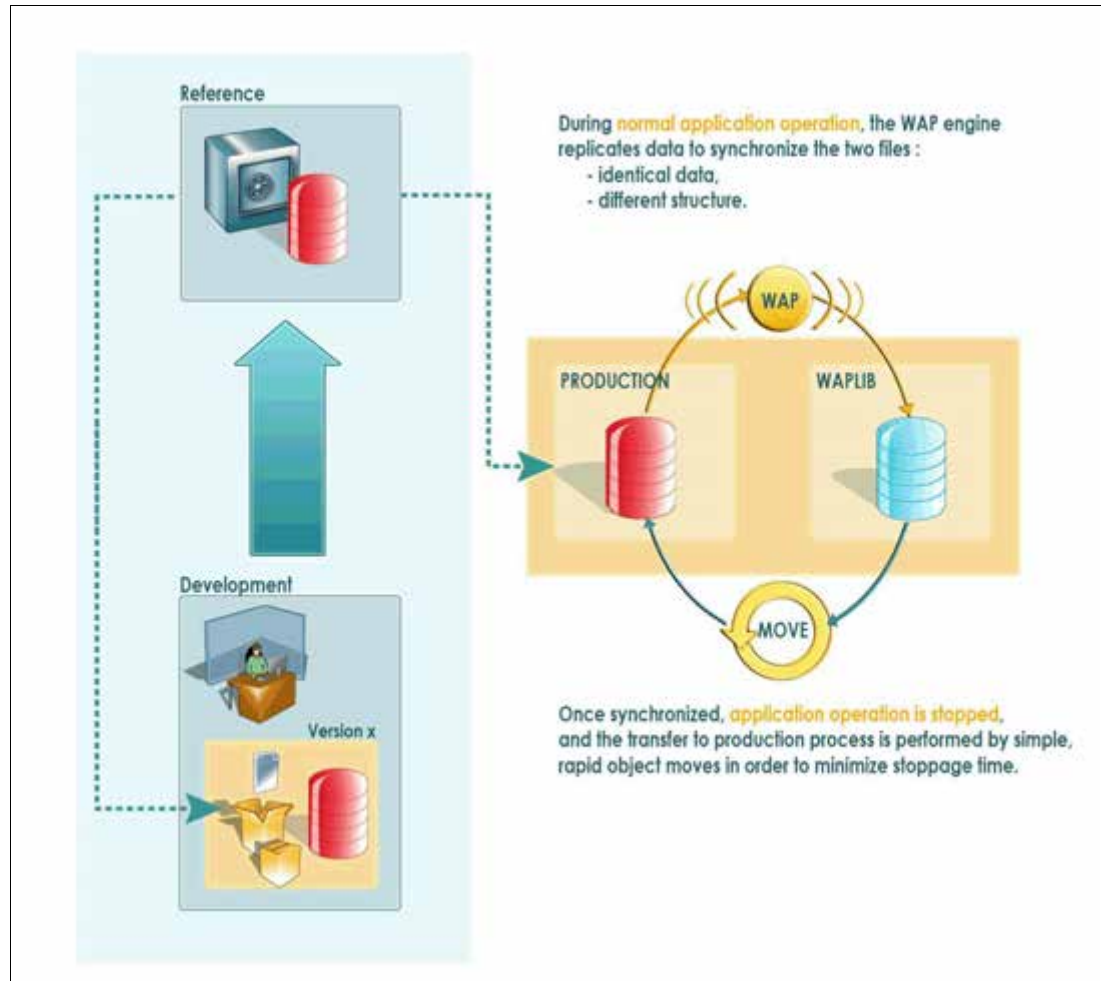 Reference
During normal application operation, the WAP engine
replicates data to synchronize the two files :
- identical data,
- different structure.
WAP
PRODUCTION
WAPLIB
Development
MOVE
Version x
Once synchronized, application operation is stopped,
and the transfer to production process is performed by simple,
rapid object moves in order to minimize stoppage time.